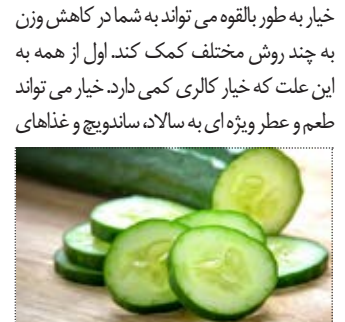 خیار به طور بالقوه می تواند به شما در کاهش وزن
به چند روش مختلف کمک کند. اول از همه به
این علت که خیار کالری کمی دارد. خیار می تواند
طعم و عطر ویژه ای به سالاد، ساندویچ و غذاهای